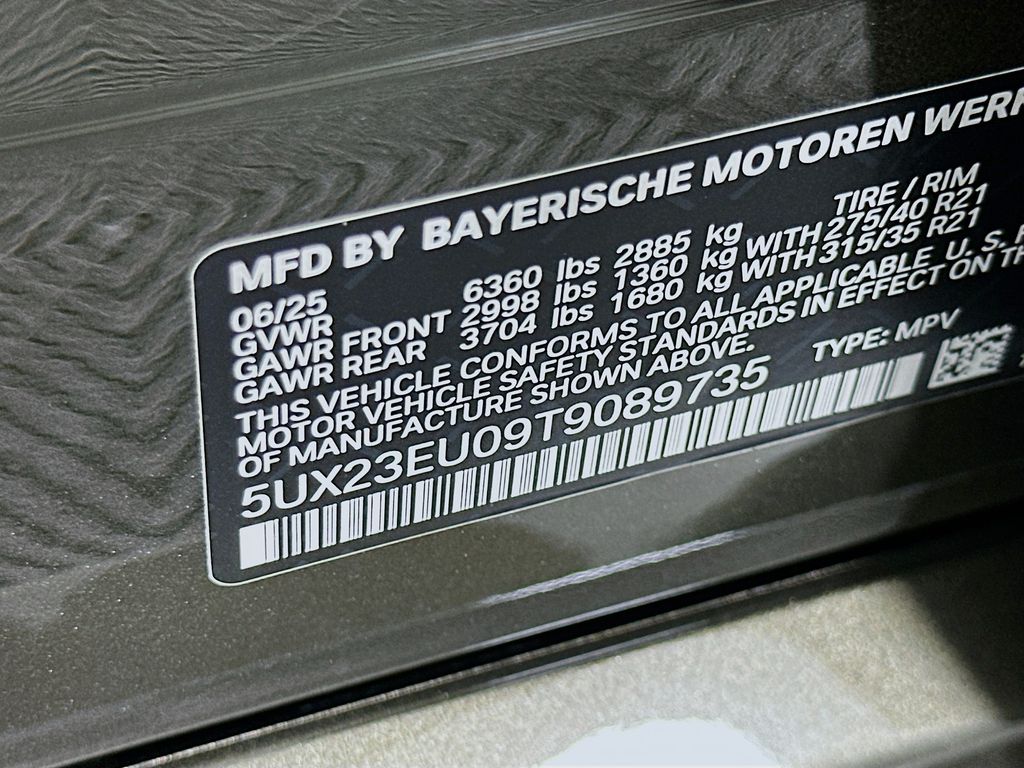 MFD BY BAYERISCHE MOTOREN WERK
06/25
GVWR 6360 lbs 2885 kg TIRE / RIM
GAWR FRONT 2998 lbs 1360 kg WITH 275/40 R21
GAWR REAR 3704 lbs 1680 kg WITH 315/35 R21
THIS VEHICLE CONFORMS TO ALL APPLICABLE U. S.
MOTOR VEHICLE SAFETY STANDARDS IN EFFECT ON
OF MANUFACTURE SHOWN ABOVE.
5UX23EU09T9089735 TYPE: MPV